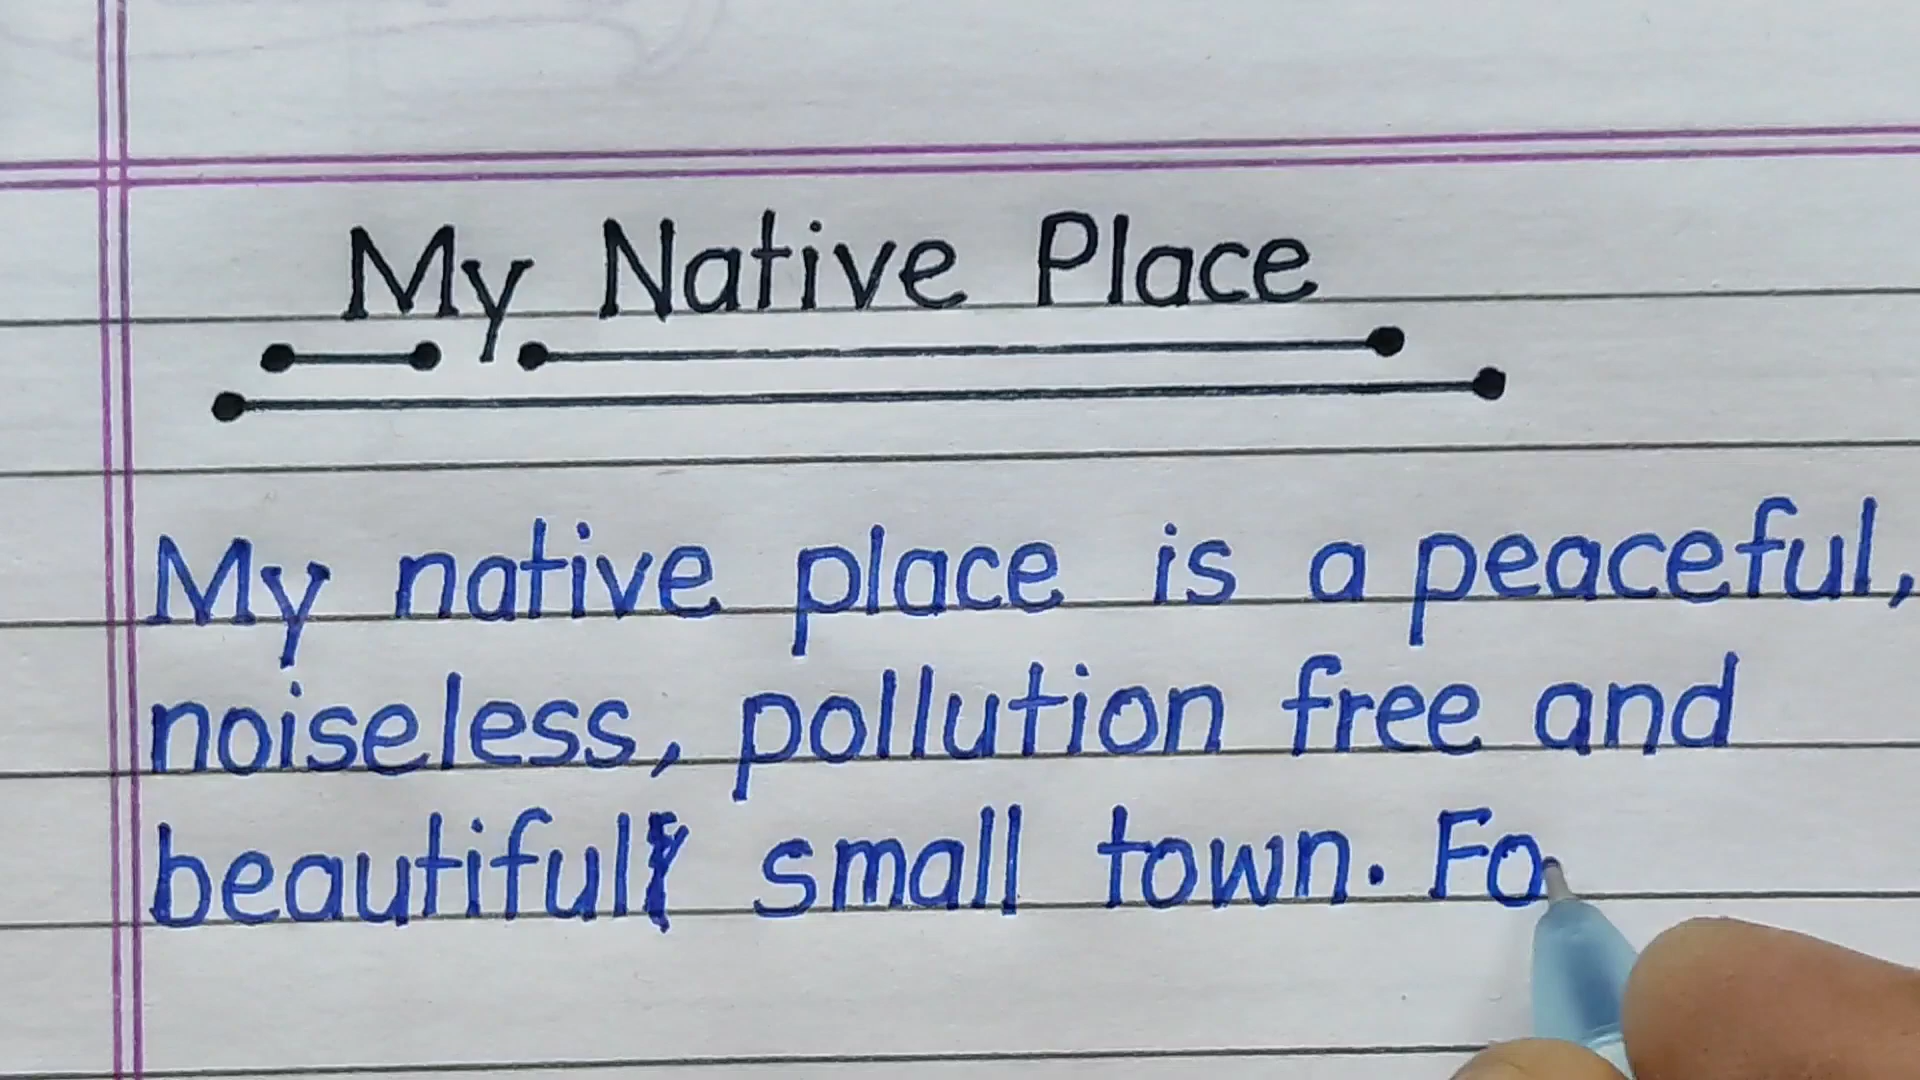 My Native Place
My native place is a peaceful,
noiseless, pollution free and
beautiful small town. Fo